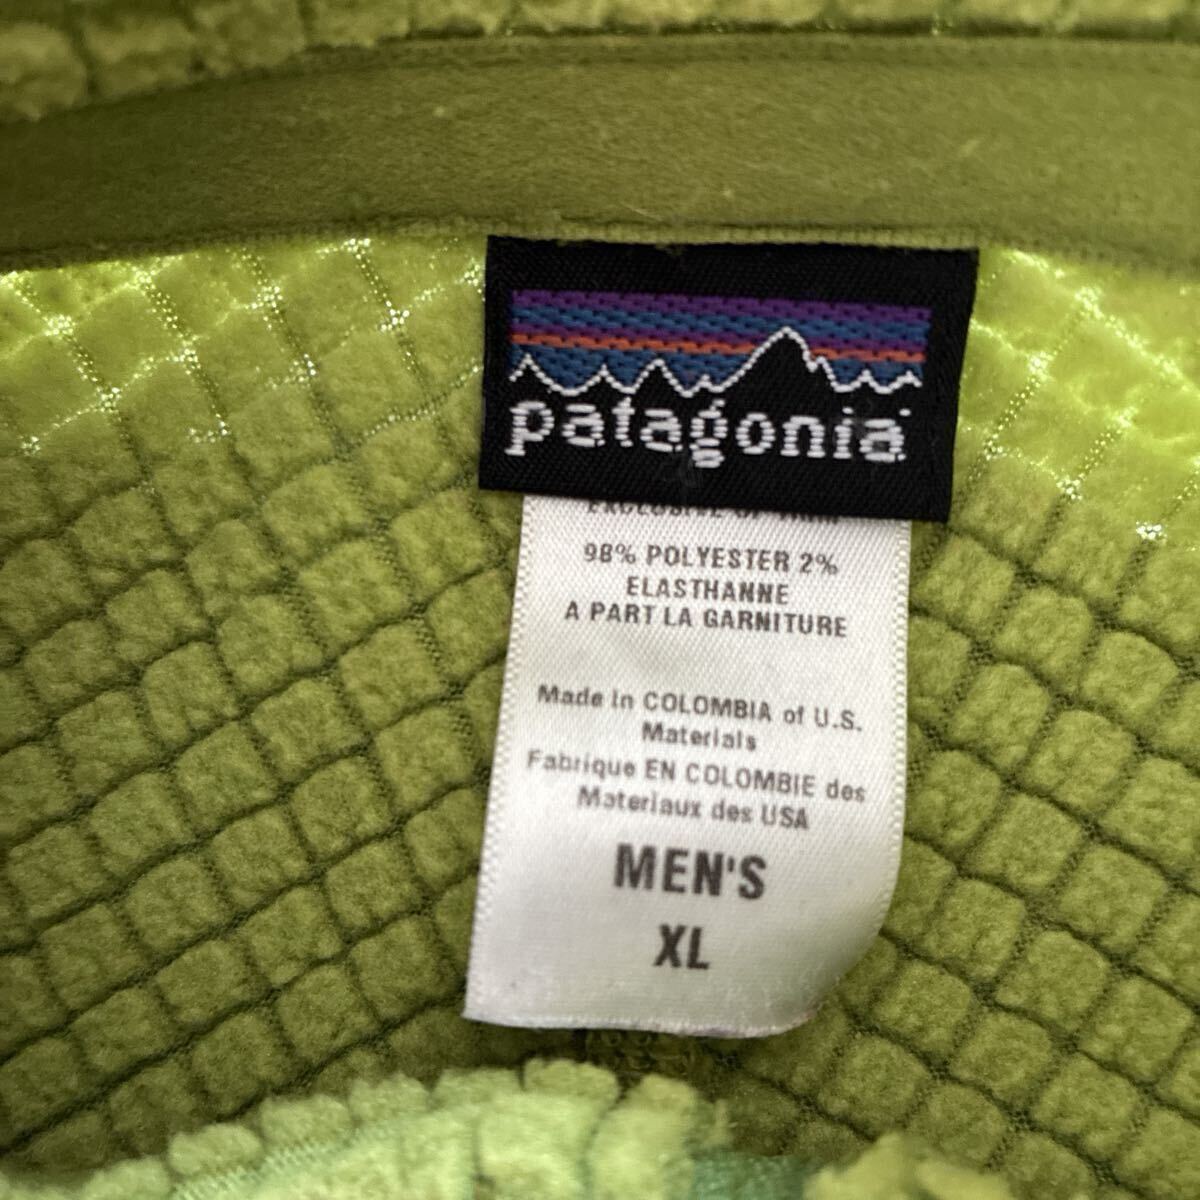 patagonia
98% POLYESTER 2%
ELASTHANNE
A PART LA GARNITURE
Made in COLOMBIA of U.S.
Materials
Fabrique EN COLOMBIE des
Materiaux des USA
MEN'S
XL